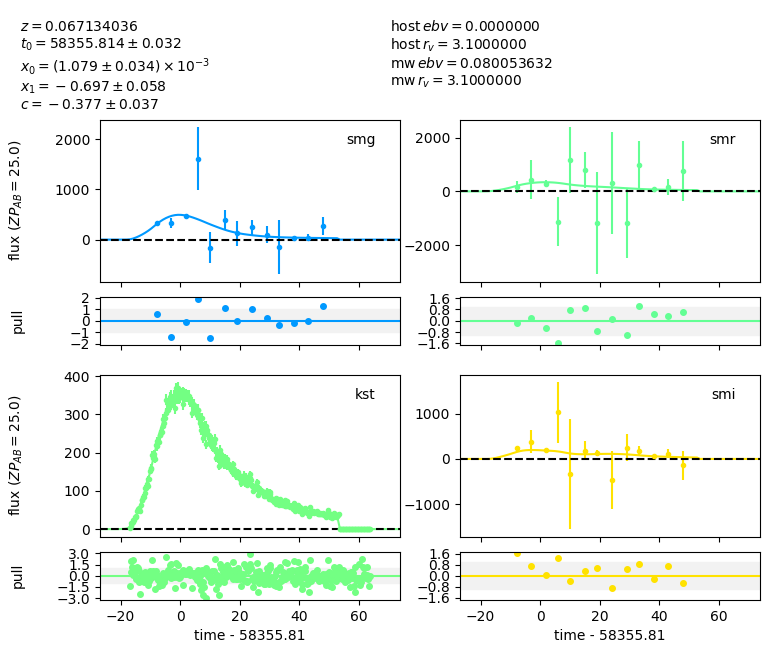 z = 0.067134036
t₀ = 58355.814 ± 0.032
x₀ = (1.079 ± 0.034) × 10⁻³
x₁ = −0.697 ± 0.058
c = −0.377 ± 0.037
host ebv = 0.0000000
host r_v = 3.1000000
mw ebv = 0.080053632
mw r_v = 3.1000000
smg
flux (ZP_AB = 25.0)
2000
1000
0
smr
2000
0
−2000
pull
2
1
0
−1
−2
1.6
0.8
0.0
−0.8
−1.6
kst
flux (ZP_AB = 25.0)
400
300
200
100
0
smi
1000
0
−1000
pull
3.0
1.5
0.0
−1.5
−3.0
−20 0 20 40 60
time - 58355.81
1.6
0.8
0.0
−0.8
−1.6
−20 0 20 40 60
time - 58355.81